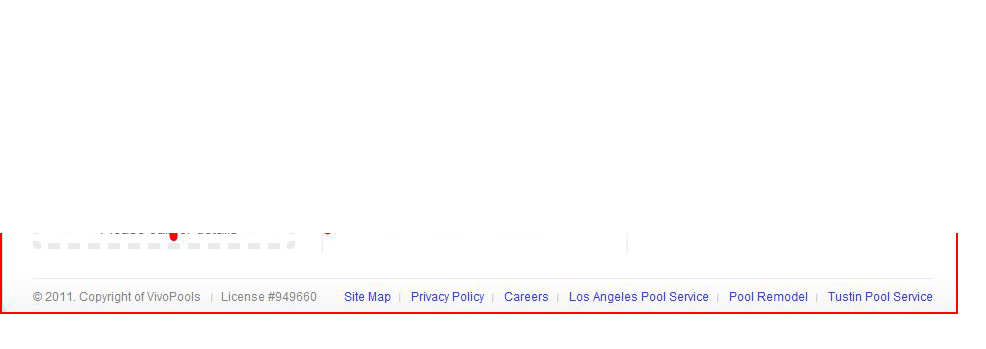 © 2011. Copyright of VivoPools | License #949660 Site Map | Privacy Policy | Careers | Los Angeles Pool Service | Pool Remodel | Tustin Pool Service